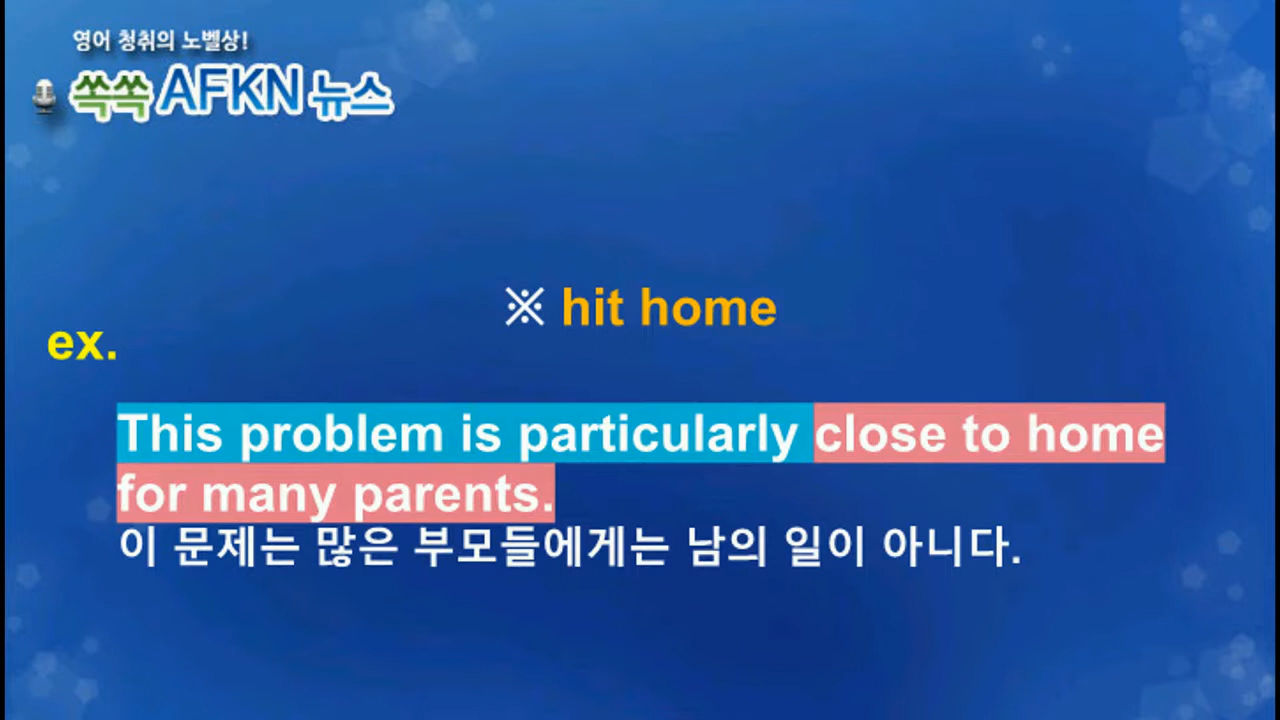 영어 청취의 노벨상!
쏙쏙 AFKN 뉴스
※ hit home
ex.
This problem is particularly close to home
for many parents.
이 문제는 많은 부모들에게는 남의 일이 아니다.